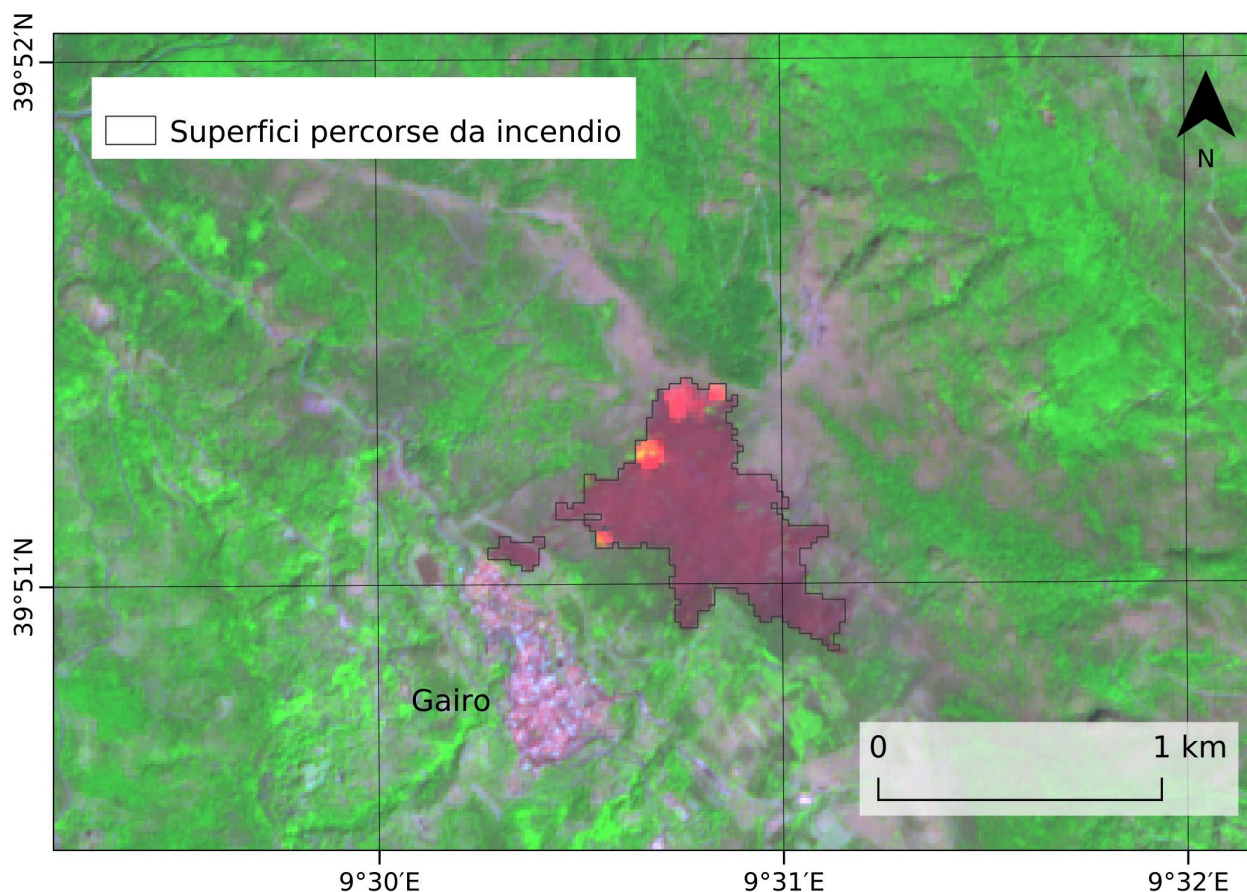 39°52′N
Superfici percorse da incendio
N
39°51′N
Gairo
0 1 km
9°30′E 9°31′E 9°32′E